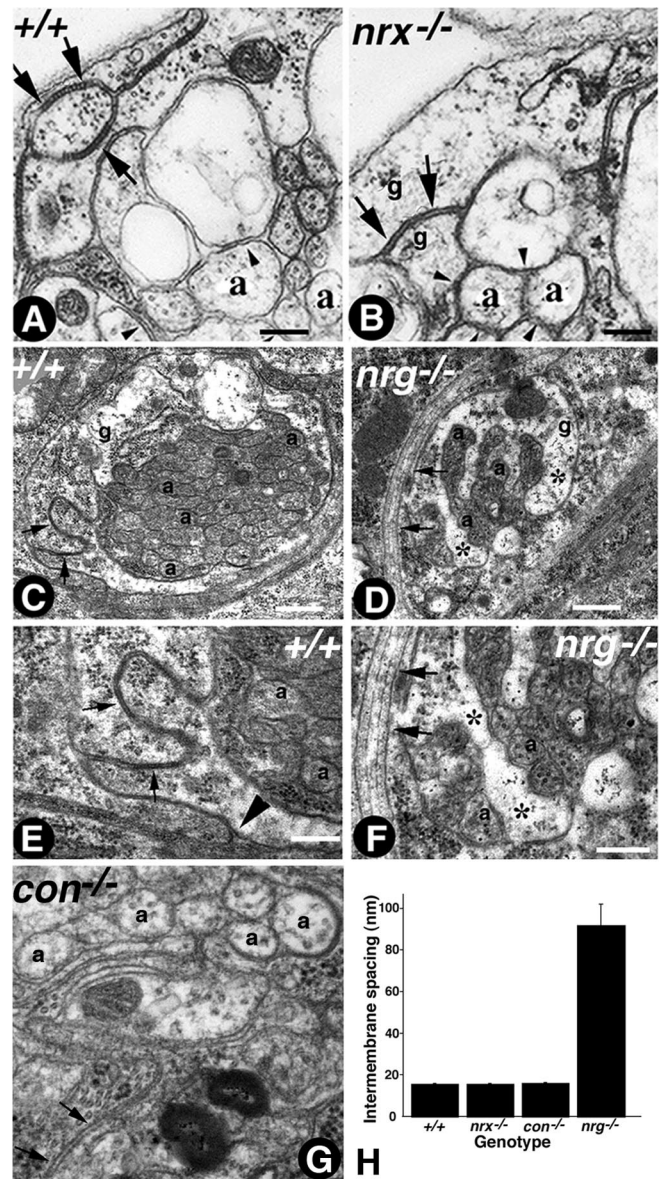 +/+
nrx-/-
g
g
a
a
a
a
A
B
+/+
nrg-/-
g
a
a
a
a
g
a
a
a
*
*
C
D
+/+
nrg-/-
a
a
*
a
*
a
E
F
con-/-
a
a
a
a
a
G
Intermembrane spacing (nm)
100
80
60
40
20
0
+/+ nrx-/- con-/- nrg-/-
Genotype
H